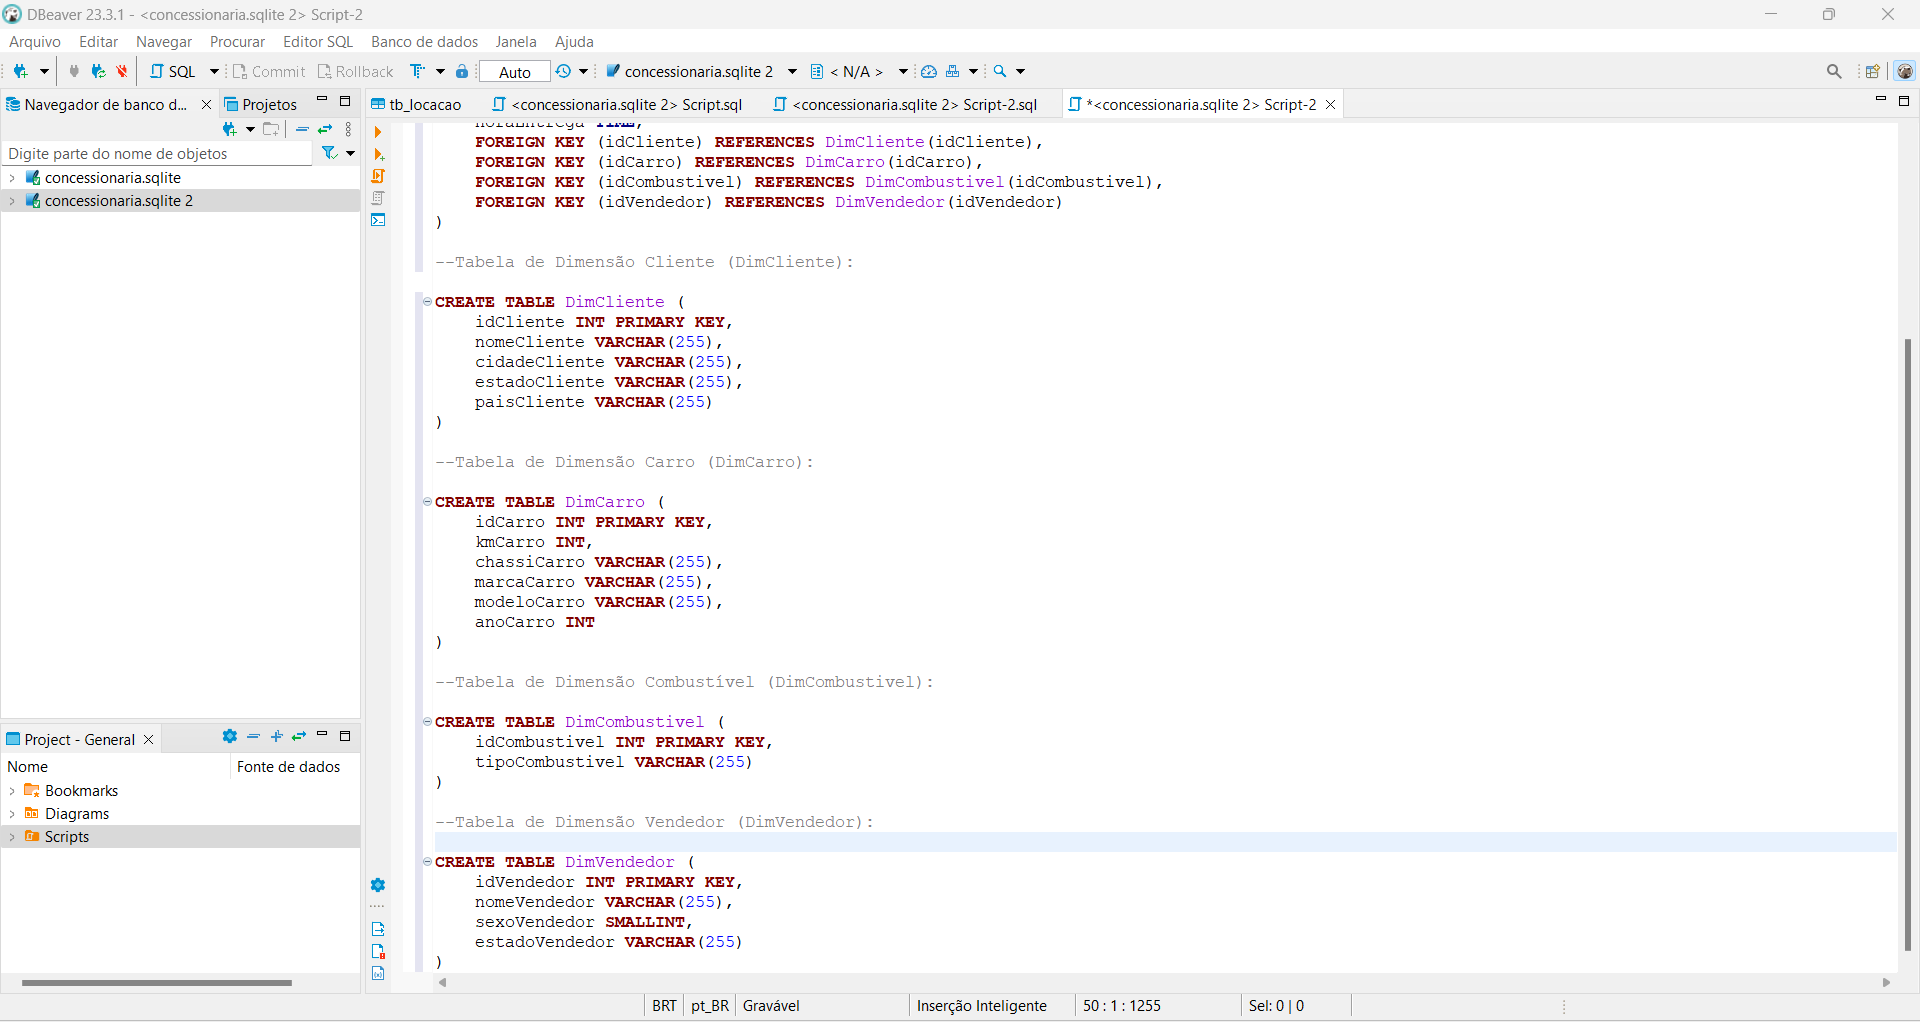 DBeaver 23.3.1 - <concessionaria.sqlite 2> Script-2
Arquivo Editar Navegar Procurar Editor SQL Banco de dados Janela Ajuda
SQL Commit Rollback Auto concessionaria.sqlite 2 < N/A >
Navegador de banco d... Projetos
Digite parte do nome de objetos
concessionaria.sqlite
concessionaria.sqlite 2
Project - General
Nome Fonte de dados
Bookmarks
Diagrams
Scripts
tb_locacao <concessionaria.sqlite 2> Script.sql <concessionaria.sqlite 2> Script-2.sql *<concessionaria.sqlite 2> Script-2
horaEntrega TIME,
FOREIGN KEY (idCliente) REFERENCES DimCliente(idCliente),
FOREIGN KEY (idCarro) REFERENCES DimCarro(idCarro),
FOREIGN KEY (idCombustivel) REFERENCES DimCombustivel(idCombustivel),
FOREIGN KEY (idVendedor) REFERENCES DimVendedor(idVendedor)
)
--Tabela de Dimensão Cliente (DimCliente):
CREATE TABLE DimCliente (
idCliente INT PRIMARY KEY,
nomeCliente VARCHAR(255),
cidadeCliente VARCHAR(255),
estadoCliente VARCHAR(255),
paisCliente VARCHAR(255)
)
--Tabela de Dimensão Carro (DimCarro):
CREATE TABLE DimCarro (
idCarro INT PRIMARY KEY,
kmCarro INT,
chassiCarro VARCHAR(255),
marcaCarro VARCHAR(255),
modeloCarro VARCHAR(255),
anoCarro INT
)
--Tabela de Dimensão Combustível (DimCombustivel):
CREATE TABLE DimCombustivel (
idCombustivel INT PRIMARY KEY,
tipoCombustivel VARCHAR(255)
)
--Tabela de Dimensão Vendedor (DimVendedor):
CREATE TABLE DimVendedor (
idVendedor INT PRIMARY KEY,
nomeVendedor VARCHAR(255),
sexoVendedor SMALLINT,
estadoVendedor VARCHAR(255)
)
BRT pt_BR Gravável Inserção Inteligente 50 : 1 : 1255 Sel: 0 | 0